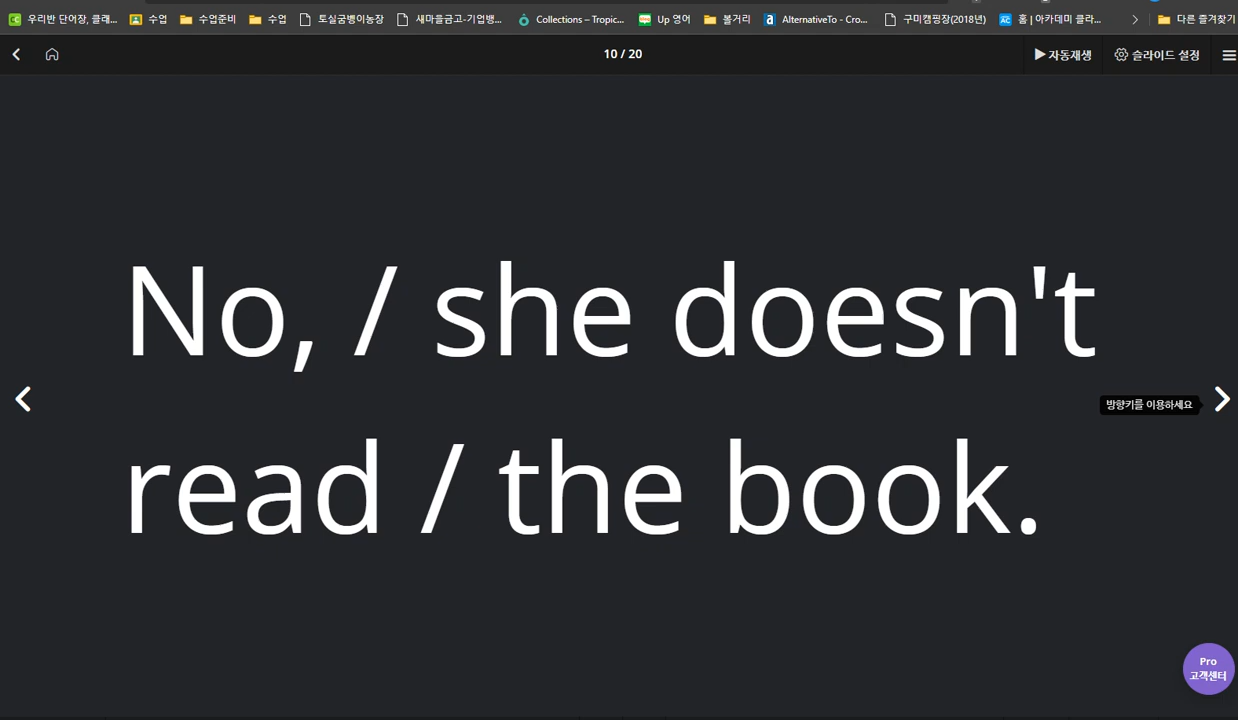 우리반 단어장, 클래...
수업
수업준비
수업
토실굼벵이농장
새마을금고-기업뱅...
Collections – Tropic...
Up 영어
볼거리
AlternativeTo - Cro...
구미캠핑장(2018년)
홈 | 아카데미 클라...
다른 즐겨찾기
10 / 20
자동재생
슬라이드 설정
No, / she doesn't
read / the book.
방향키를 이용하세요
Pro
고객센터